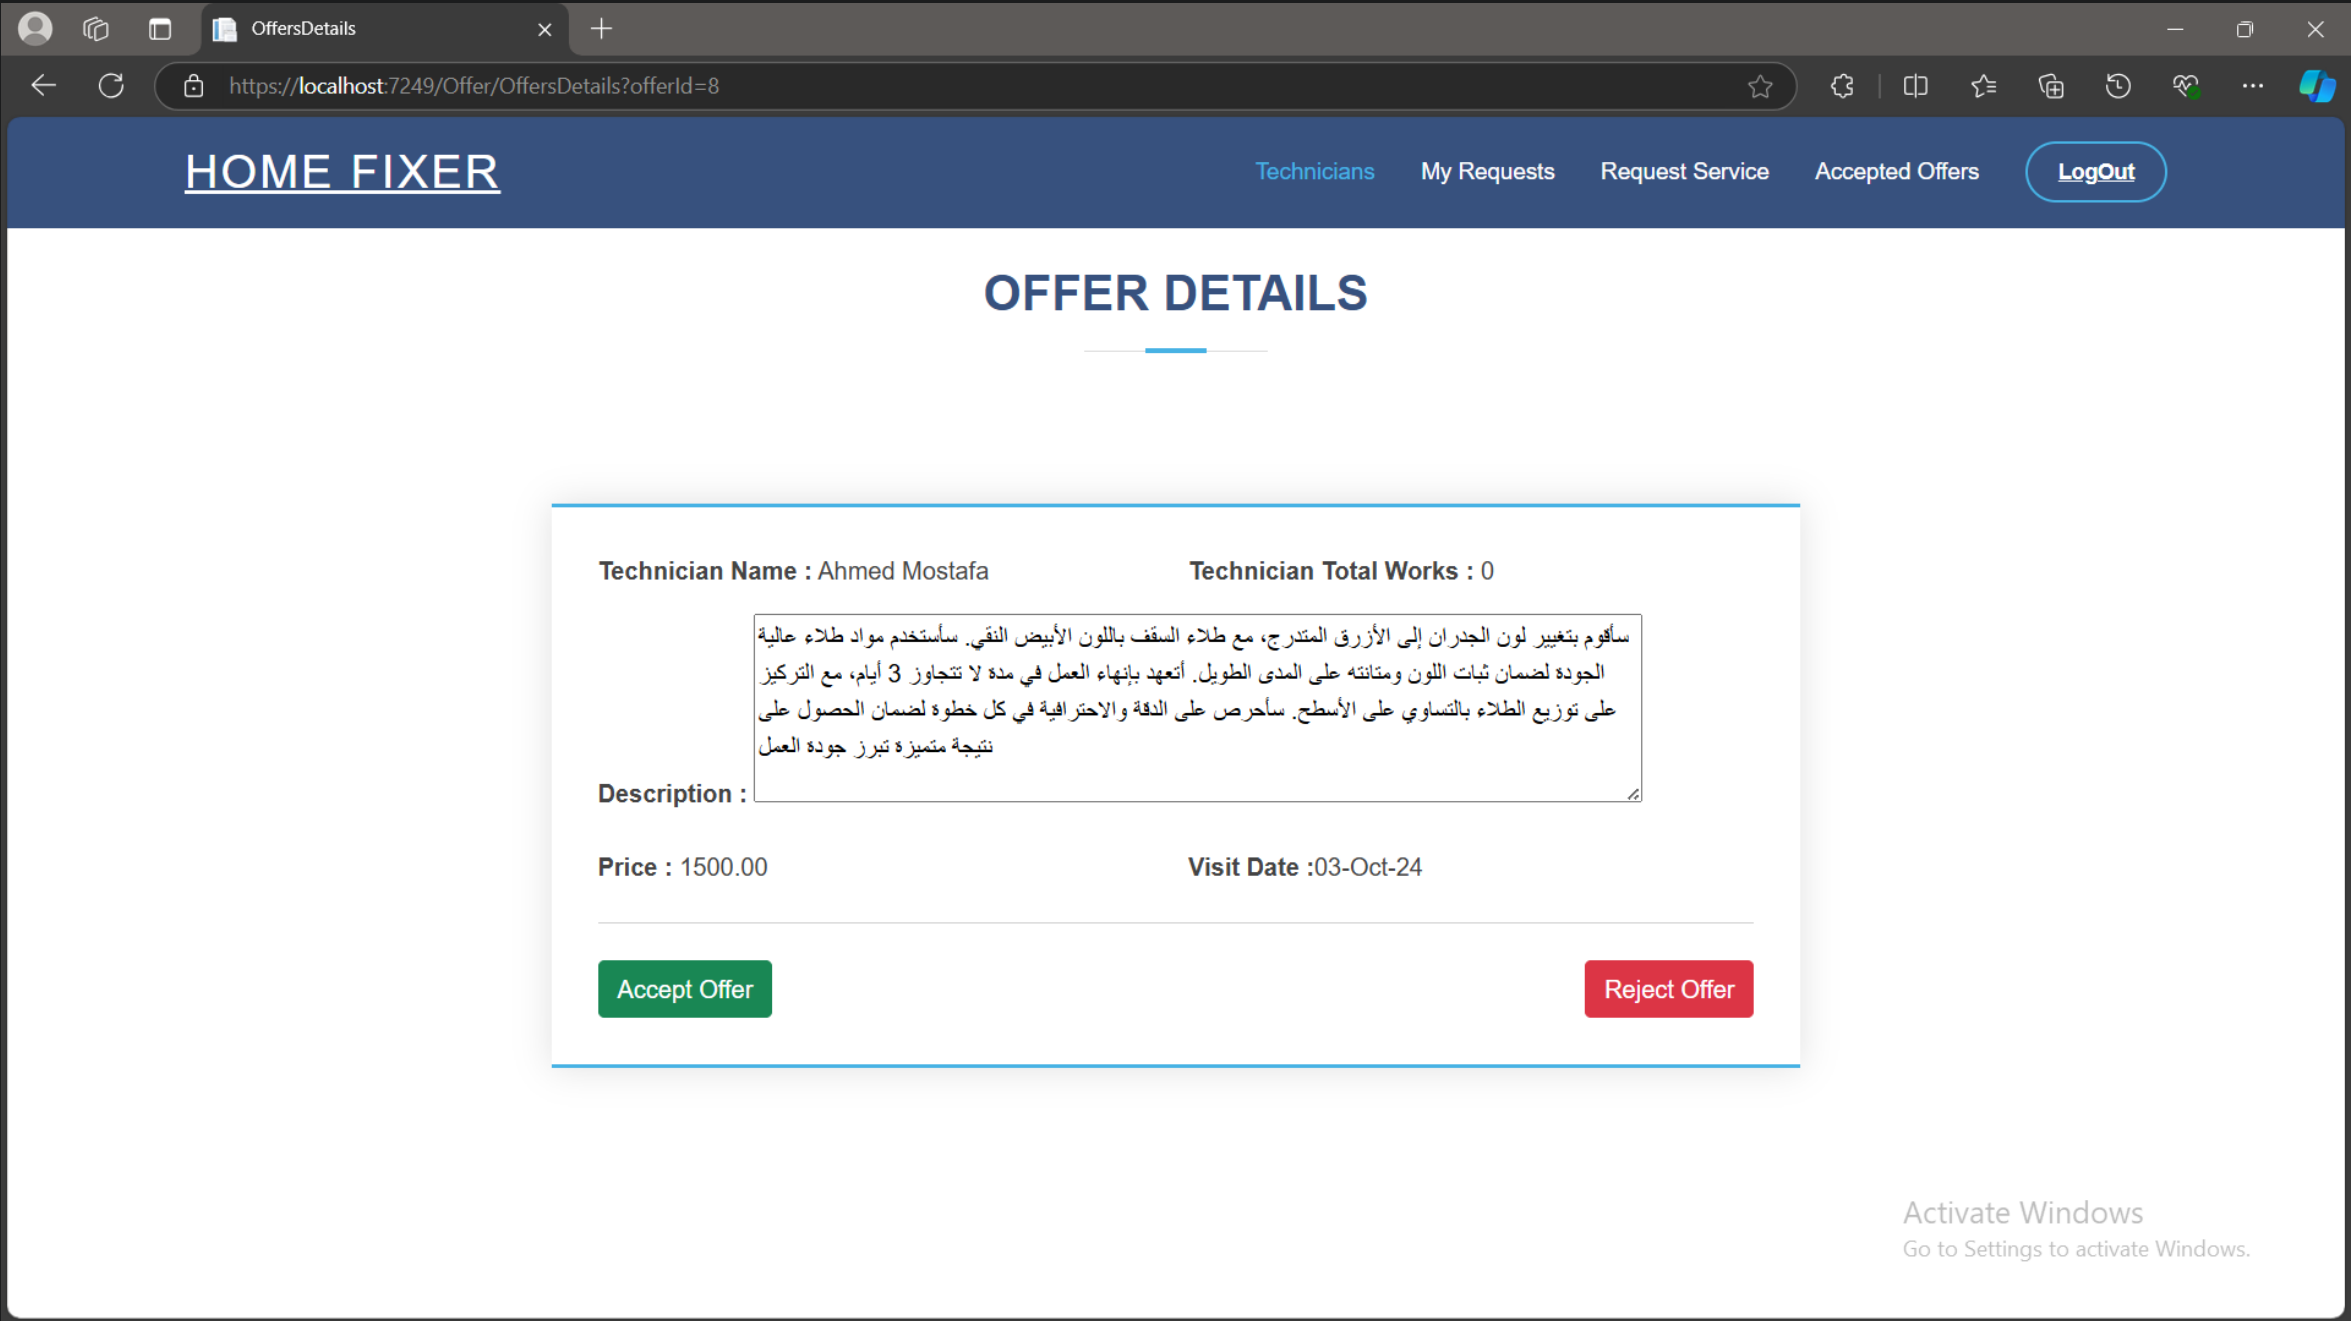 OffersDetails
https://localhost:7249/Offer/OffersDetails?offerId=8
HOME FIXER
Technicians
My Requests
Request Service
Accepted Offers
LogOut
OFFER DETAILS
Technician Name : Ahmed Mostafa
Technician Total Works : 0
سأقوم بتغيير لون الجدران إلى الأزرق المتدرج، مع طلاء السقف باللون الأبيض النقي. سأستخدم مواد طلاء عالية
الجودة لضمان ثبات اللون ومتانته على المدى الطويل. أتعهد بإنهاء العمل في مدة لا تتجاوز 3 أيام، مع التركيز
على توزيع الطلاء بالتساوي على الأسطح. سأحرص على الدقة والاحترافية في كل خطوة لضمان الحصول على
نتيجة متميزة تبرز جودة العمل
Description :
Price : 1500.00
Visit Date :03-Oct-24
Accept Offer
Reject Offer
Activate Windows
Go to Settings to activate Windows.